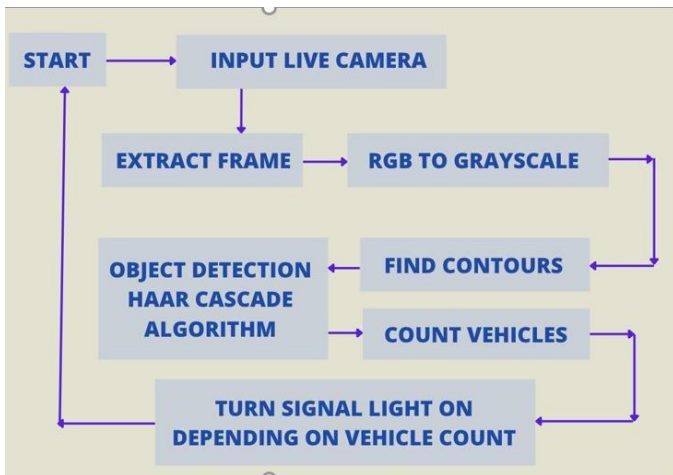 START
INPUT LIVE CAMERA
EXTRACT FRAME
RGB TO GRAYSCALE
FIND CONTOURS
OBJECT DETECTION
HAAR CASCADE
ALGORITHM
COUNT VEHICLES
TURN SIGNAL LIGHT ON
DEPENDING ON VEHICLE COUNT